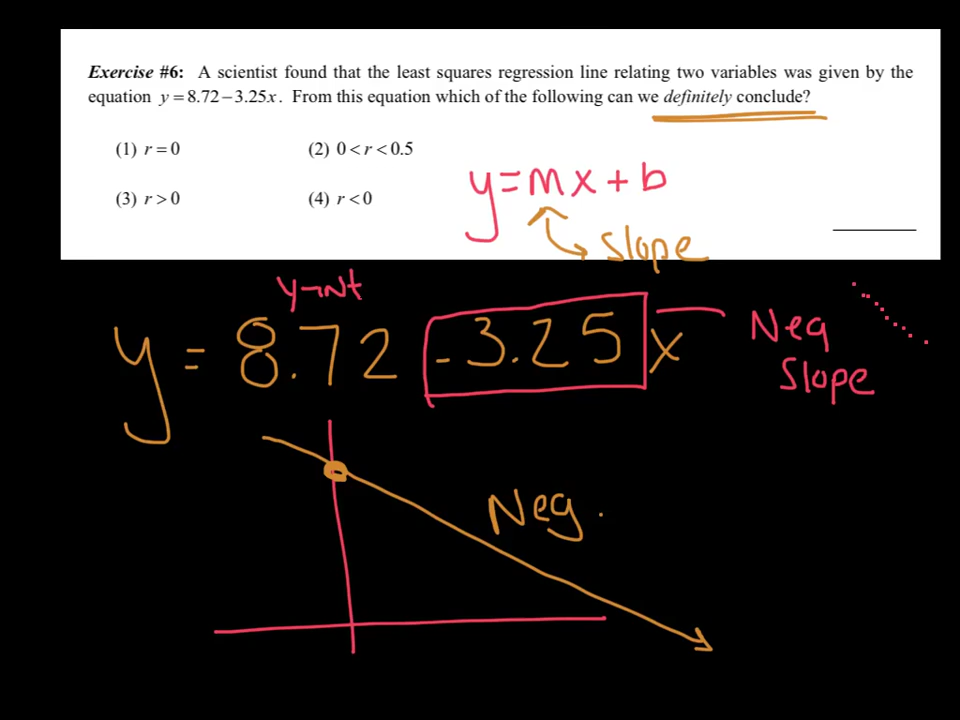 Exercise #6: A scientist found that the least squares regression line relating two variables was given by the
equation y = 8.72 − 3.25x. From this equation which of the following can we definitely conclude?
(1) r = 0 (2) 0 < r < 0.5
(3) r > 0 (4) r < 0
y = mx + b
slope
y-int
y = 8.72 - 3.25x
Neg
Slope
Neg.